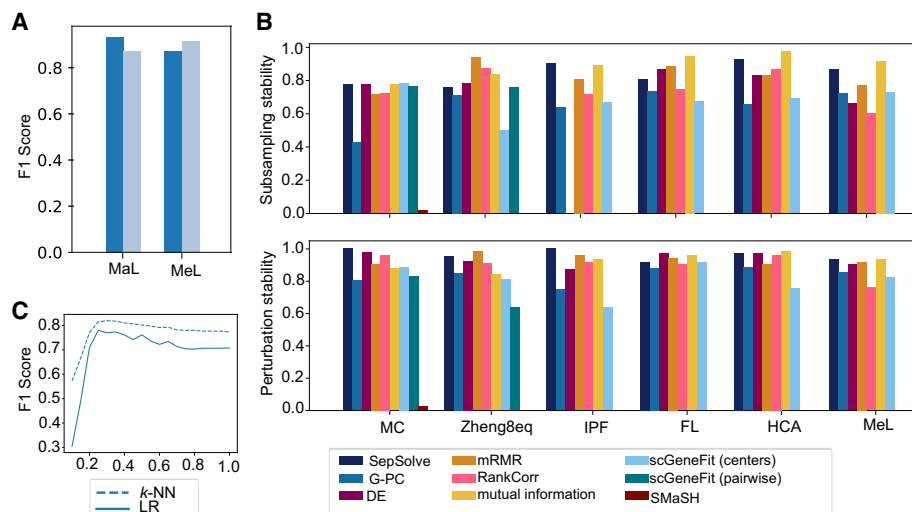 A
F1 Score
0.8
0.6
0.4
0.2
0.0
MaL
MeL
B
Subsampling stability
1.0
0.8
0.6
0.4
0.2
0.0
Perturbation stability
1.0
0.8
0.6
0.4
0.2
0.0
MC
Zheng8eq
IPF
FL
HCA
MeL
C
F1 Score
0.8
0.7
0.6
0.5
0.4
0.3
0.2
0.4
0.6
0.8
1.0
k-NN
LR
SepSolve
G-PC
DE
mRMR
RankCorr
mutual information
scGeneFit (centers)
scGeneFit (pairwise)
SMaSH